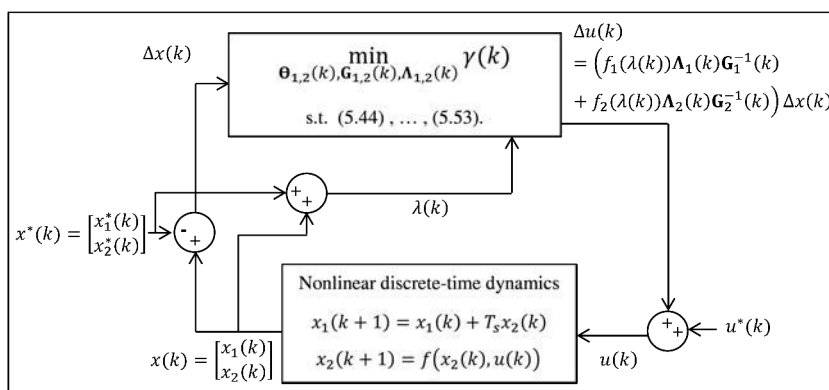 Δx(k)
min γ(k)
Θ₁,₂(k),G₁,₂(k),Λ₁,₂(k)
s.t. (5.44) , … , (5.53).
Δu(k)
= (f₁(λ(k))Λ₁(k)G₁⁻¹(k)
+ f₂(λ(k))Λ₂(k)G₂⁻¹(k)) Δx(k)
+
+
λ(k)
x*(k) = [x₁*(k)
x₂*(k)]
-
+
Nonlinear discrete-time dynamics
x₁(k + 1) = x₁(k) + Tₛx₂(k)
x₂(k + 1) = f(x₂(k), u(k))
x(k) = [x₁(k)
x₂(k)]
+
+
u*(k)
u(k)